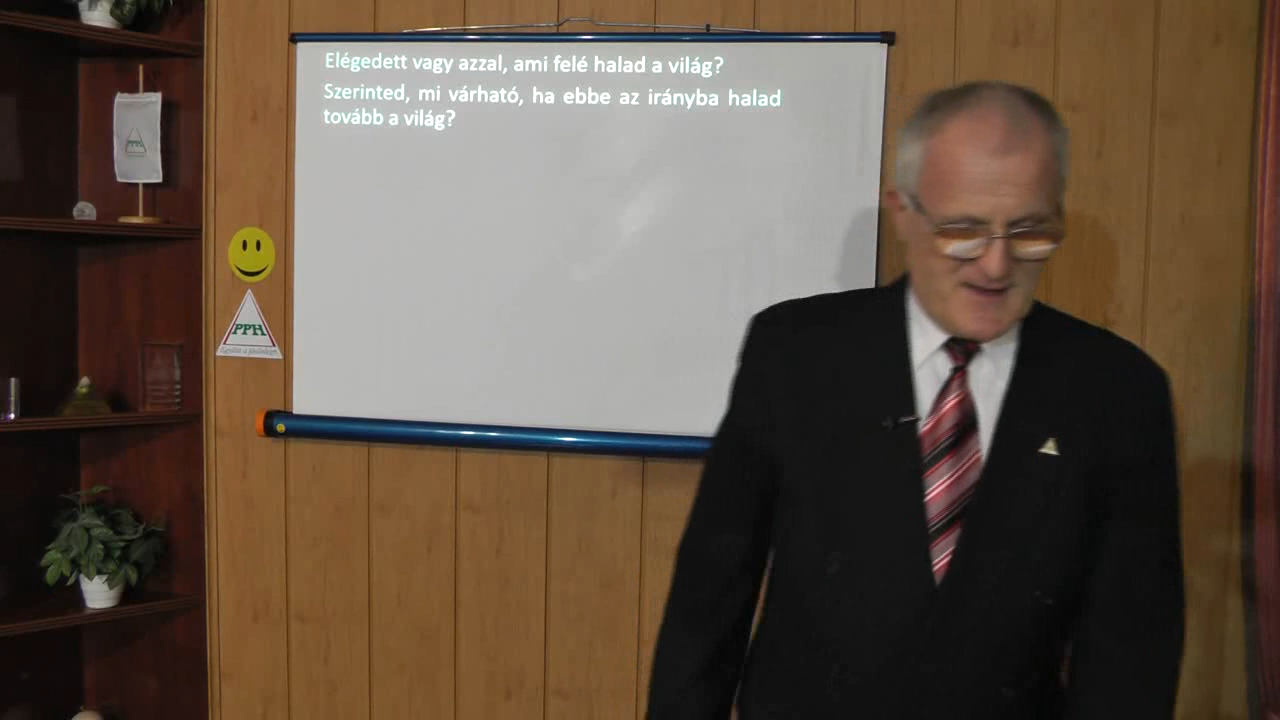 Elégedett vagy azzal, ami felé halad a világ?
Szerinted, mi várható, ha ebbe az irányba halad
tovább a világ?
PPH